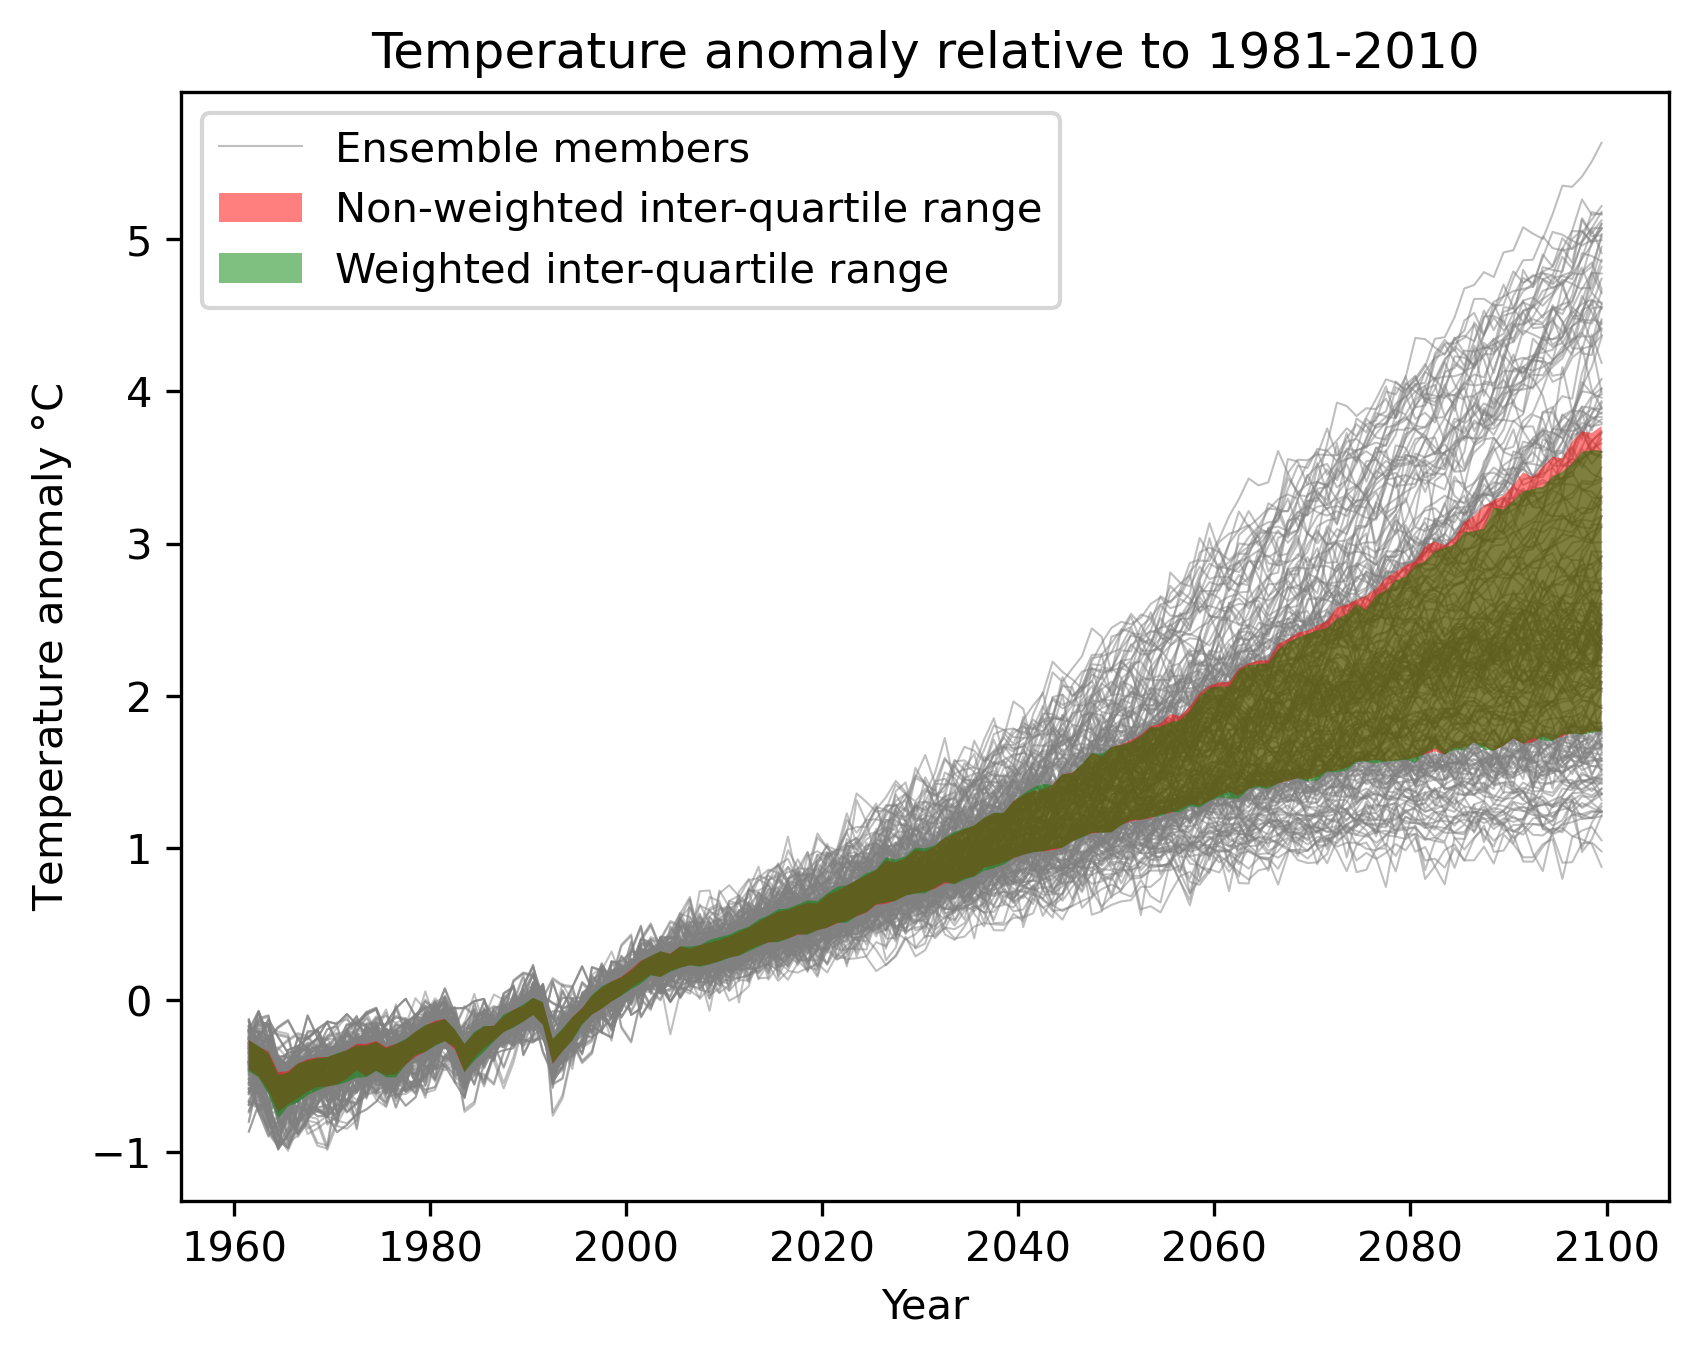 Temperature anomaly relative to 1981-2010
Ensemble members
Non-weighted inter-quartile range
Weighted inter-quartile range
5
4
3
2
1
0
−1
Temperature anomaly °C
1960 1980 2000 2020 2040 2060 2080 2100
Year